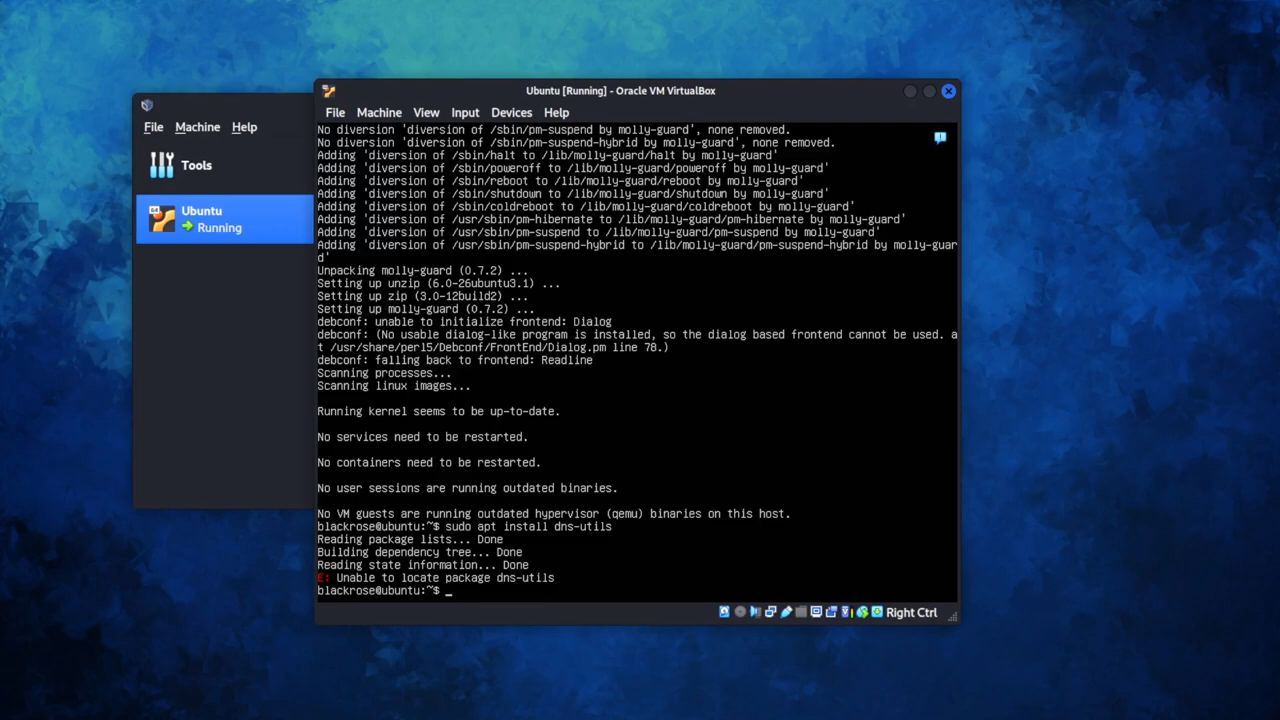 Ubuntu [Running] - Oracle VM VirtualBox
File Machine Help
File Machine View Input Devices Help
Tools
Ubuntu
Running
No diversion 'diversion of /sbin/pm-suspend by molly-guard', none removed.
No diversion 'diversion of /sbin/pm-suspend-hybrid by molly-guard', none removed.
Adding 'diversion of /sbin/halt to /lib/molly-guard/halt by molly-guard'
Adding 'diversion of /sbin/poweroff to /lib/molly-guard/poweroff by molly-guard'
Adding 'diversion of /sbin/reboot to /lib/molly-guard/reboot by molly-guard'
Adding 'diversion of /sbin/shutdown to /lib/molly-guard/shutdown by molly-guard'
Adding 'diversion of /sbin/coldreboot to /lib/molly-guard/coldreboot by molly-guard'
Adding 'diversion of /usr/sbin/pm-hibernate to /lib/molly-guard/pm-hibernate by molly-guard'
Adding 'diversion of /usr/sbin/pm-suspend to /lib/molly-guard/pm-suspend by molly-guard'
Adding 'diversion of /usr/sbin/pm-suspend-hybrid to /lib/molly-guard/pm-suspend-hybrid by molly-guar
d'
Unpacking molly-guard (0.7.2) ...
Setting up unzip (6.0-26ubuntu3.1) ...
Setting up zip (3.0-12build2) ...
Setting up molly-guard (0.7.2) ...
debconf: unable to initialize frontend: Dialog
debconf: (No usable dialog-like program is installed, so the dialog based frontend cannot be used. a
t /usr/share/perl5/Debconf/FrontEnd/Dialog.pm line 78.)
debconf: falling back to frontend: Readline
Scanning processes...
Scanning linux images...
Running kernel seems to be up-to-date.
No services need to be restarted.
No containers need to be restarted.
No user sessions are running outdated binaries.
No VM guests are running outdated hypervisor (qemu) binaries on this host.
blackrose@ubuntu:~$ sudo apt install dns-utils
Reading package lists... Done
Building dependency tree... Done
Reading state information... Done
E: Unable to locate package dns-utils
blackrose@ubuntu:~$ _
Right Ctrl